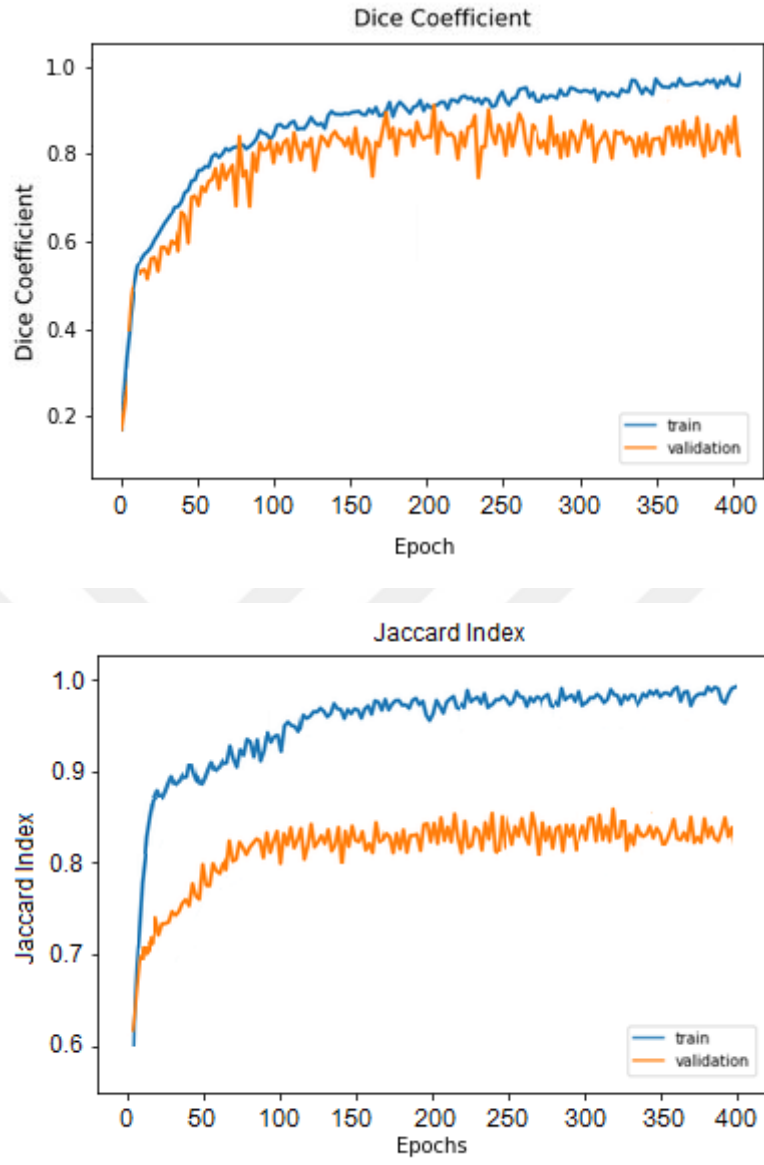 Dice Coefficient
1.0
0.8
0.6
0.4
0.2
Dice Coefficient
train
validation
0 50 100 150 200 250 300 350 400
Epoch
Jaccard Index
1.0
0.9
0.8
0.7
0.6
Jaccard Index
train
validation
0 50 100 150 200 250 300 350 400
Epochs